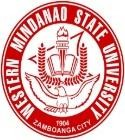 WESTERN MINDANAO STATE UNIVERSITY
1904
ZAMBOANGA CITY